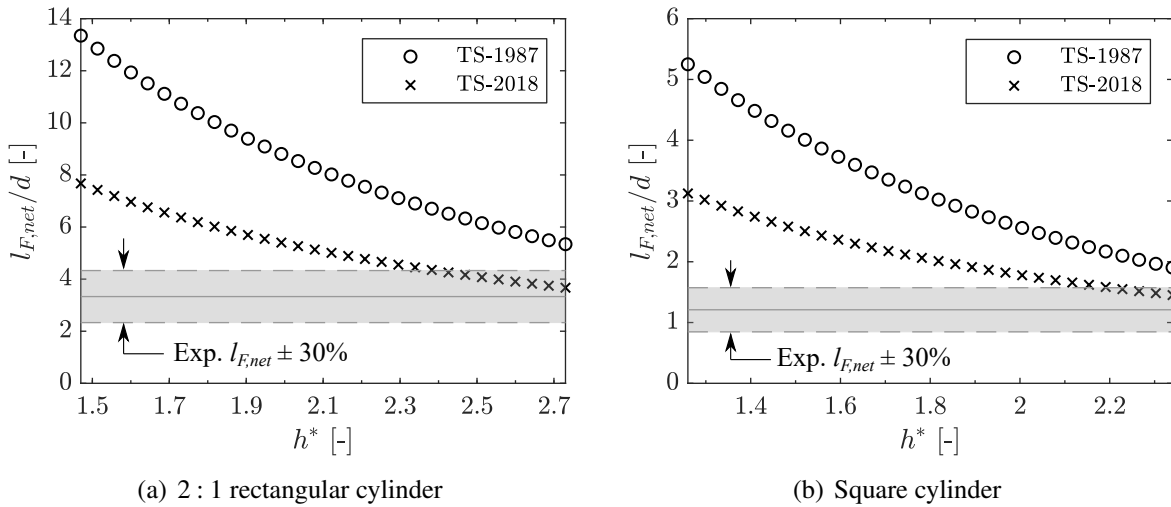 14
12
10
8
6
4
2
0
l_{F,net}/d [-]
TS-1987
TS-2018
Exp. l_{F,net} ± 30%
1.5 1.7 1.9 2.1 2.3 2.5 2.7
h* [-]
(a) 2 : 1 rectangular cylinder
6
5
4
3
2
1
0
l_{F,net}/d [-]
TS-1987
TS-2018
Exp. l_{F,net} ± 30%
1.4 1.6 1.8 2 2.2
h* [-]
(b) Square cylinder